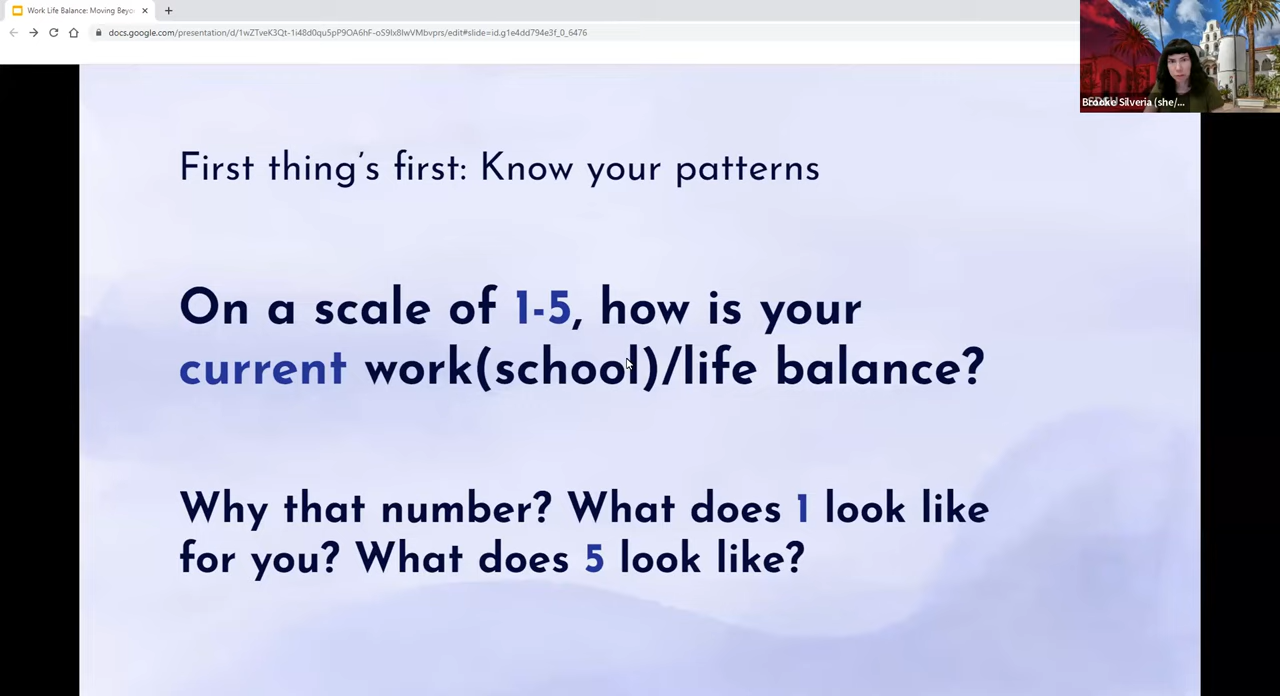 Work Life Balance: Moving Beyo
docs.google.com/presentation/d/1wZTveK3Qt-1i48d0qu5pP9OA6hF-oS9Ix8IwVMbvprs/edit#slide=id.g1e4dd794e3f_0_6476
Brooke Silveria (she/...
First thing's first: Know your patterns
On a scale of 1-5, how is your
current work(school)/life balance?
Why that number? What does 1 look like
for you? What does 5 look like?